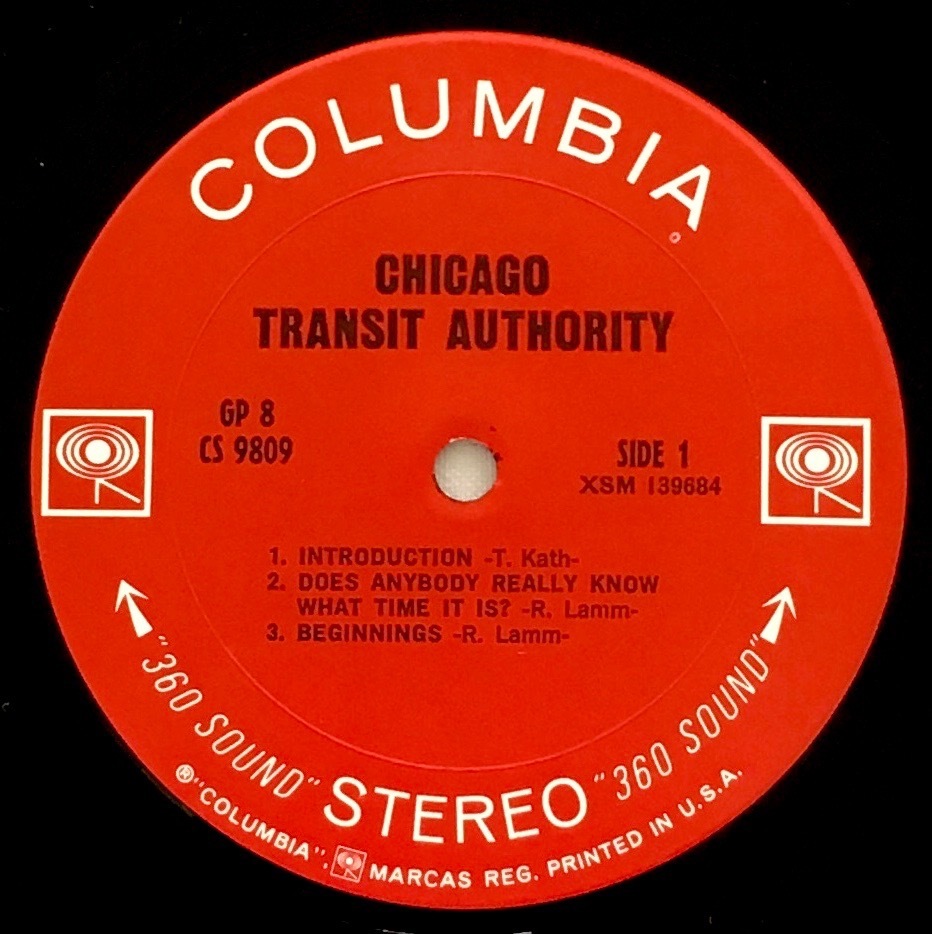 COLUMBIA
CHICAGO
TRANSIT AUTHORITY
GP 8
CS 9809
SIDE 1
XSM 139684
1. INTRODUCTION -T. Kath-
2. DOES ANYBODY REALLY KNOW
WHAT TIME IT IS? -R. Lamm-
3. BEGINNINGS -R. Lamm-
"360 SOUND" STEREO "360 SOUND"
®"COLUMBIA", MARCAS REG. PRINTED IN U.S.A.